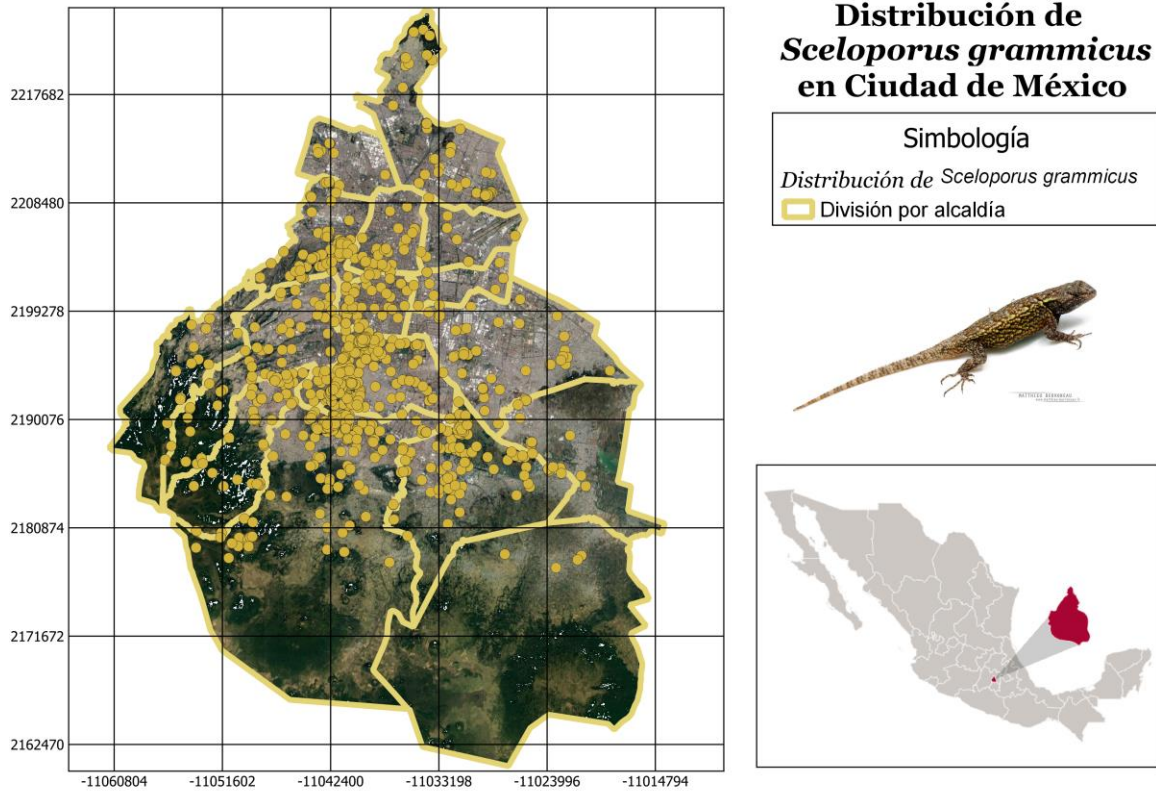 Distribución de
Sceloporus grammicus
en Ciudad de México
Simbología
Distribución de Sceloporus grammicus
División por alcaldía
2217682
2208480
2199278
2190076
2180874
2171672
2162470
-11060804
-11051602
-11042400
-11033198
-11023996
-11014794